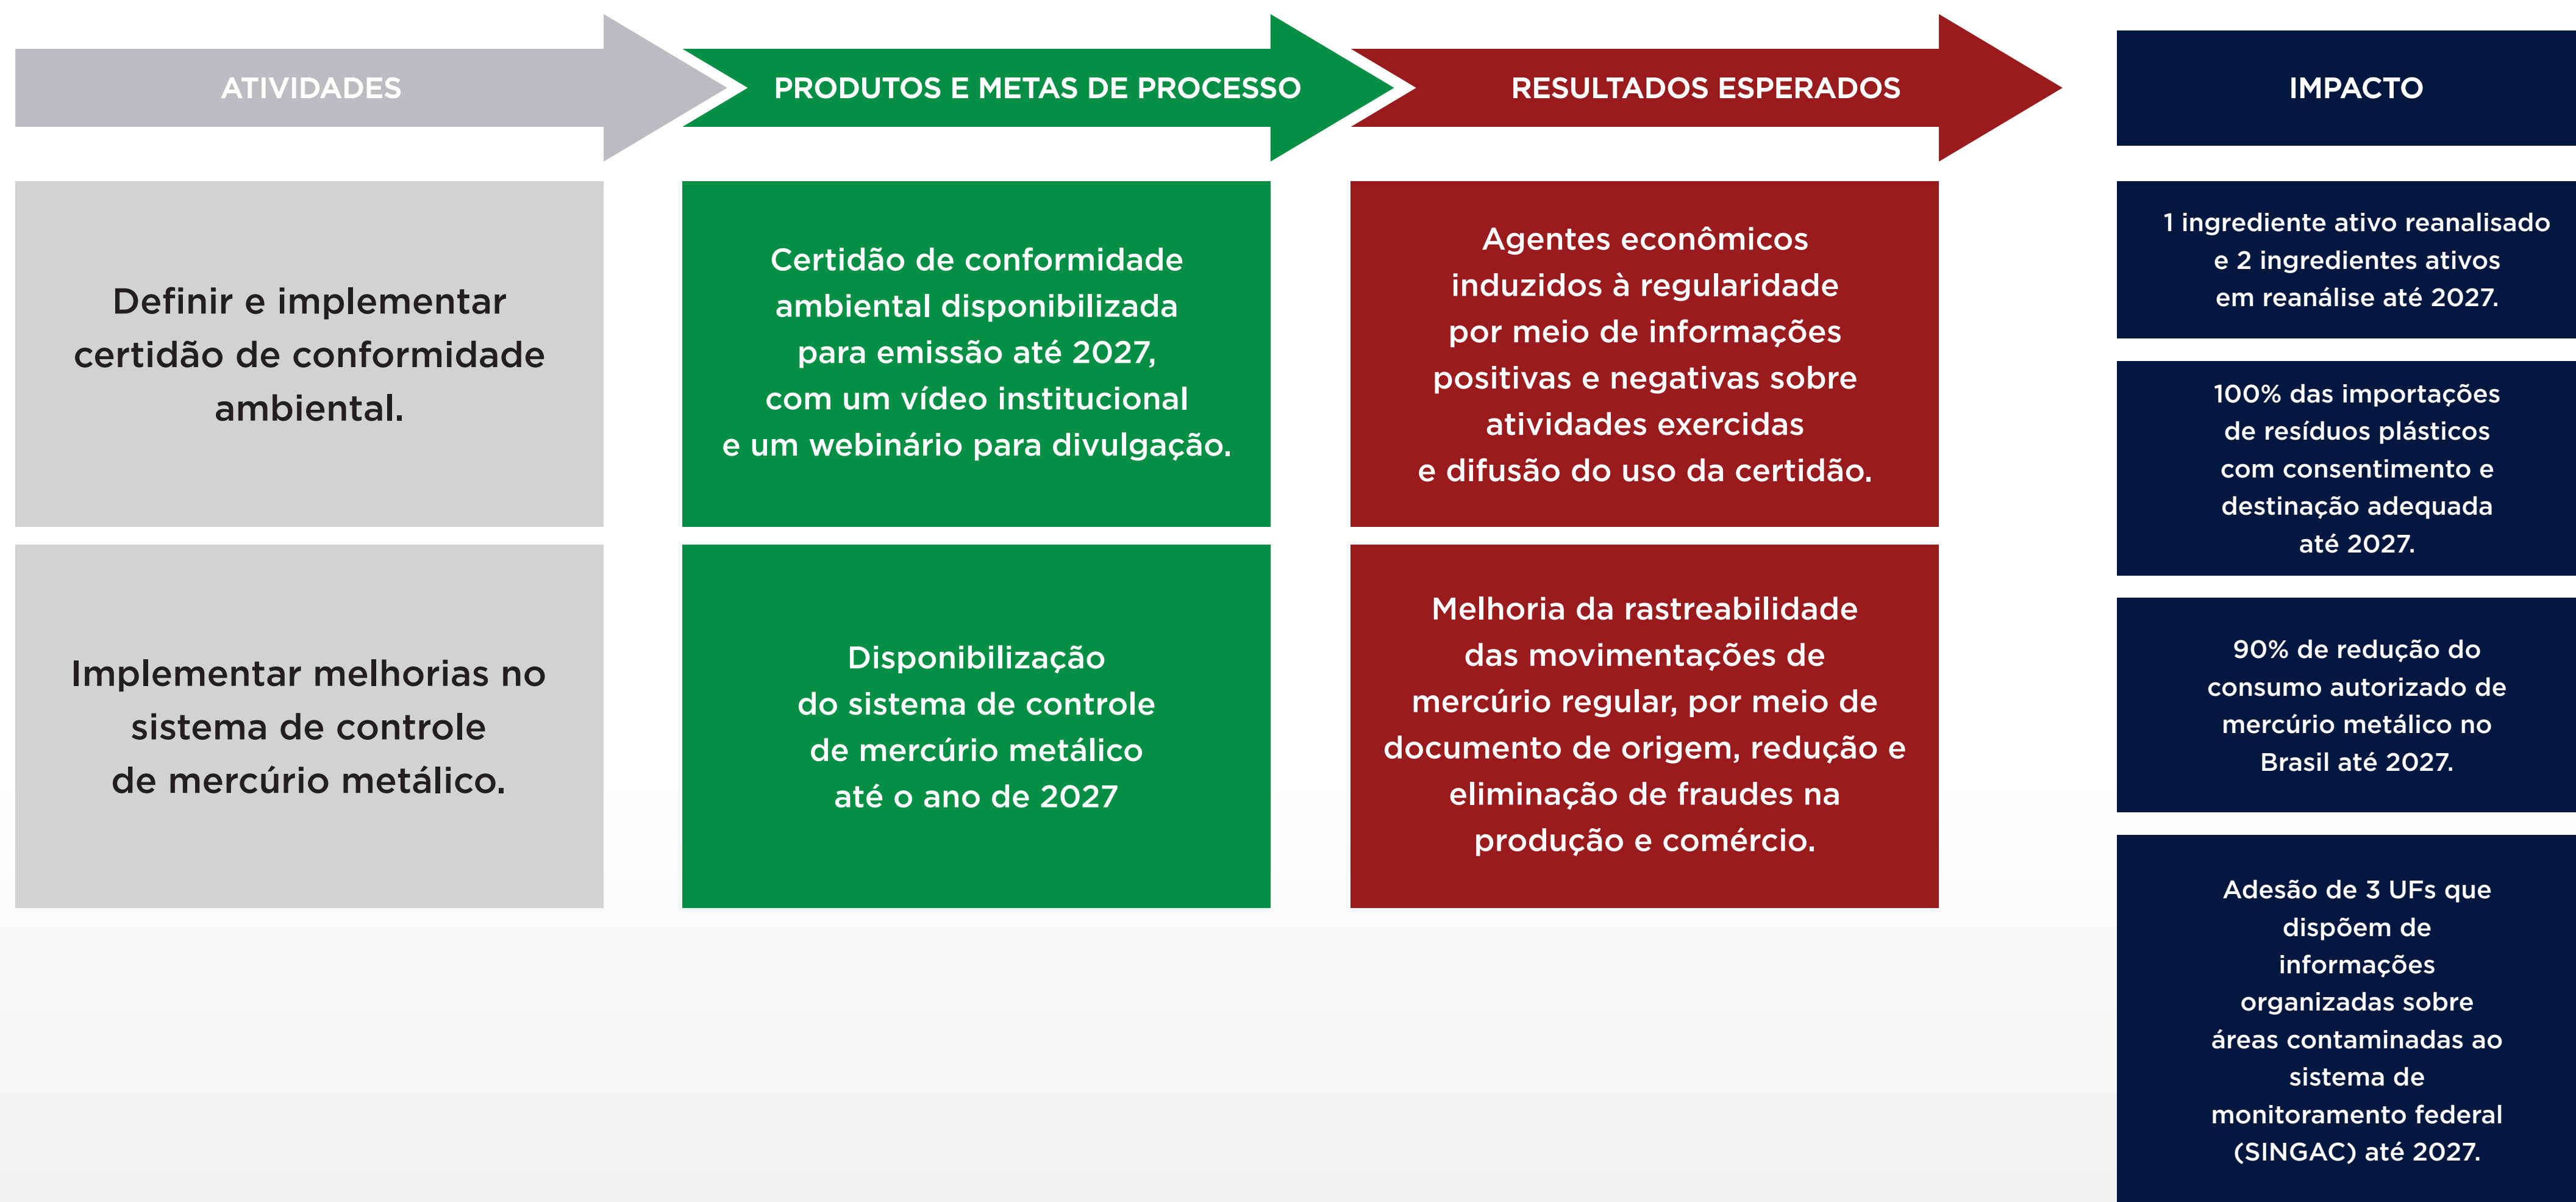 ATIVIDADES
PRODUTOS E METAS DE PROCESSO
RESULTADOS ESPERADOS
IMPACTO
Definir e implementar
certidão de conformidade
ambiental.
Certidão de conformidade
ambiental disponibilizada
para emissão até 2027,
com um vídeo institucional
e um webinário para divulgação.
Agentes econômicos
induzidos à regularidade
por meio de informações
positivas e negativas sobre
atividades exercidas
e difusão do uso da certidão.
Implementar melhorias no
sistema de controle
de mercúrio metálico.
Disponibilização
do sistema de controle
de mercúrio metálico
até o ano de 2027
Melhoria da rastreabilidade
das movimentações de
mercúrio regular, por meio de
documento de origem, redução e
eliminação de fraudes na
produção e comércio.
1 ingrediente ativo reanalisado
e 2 ingredientes ativos
em reanálise até 2027.
100% das importações
de resíduos plásticos
com consentimento e
destinação adequada
até 2027.
90% de redução do
consumo autorizado de
mercúrio metálico no
Brasil até 2027.
Adesão de 3 UFs que
dispõem de
informações
organizadas sobre
áreas contaminadas ao
sistema de
monitoramento federal
(SINGAC) até 2027.